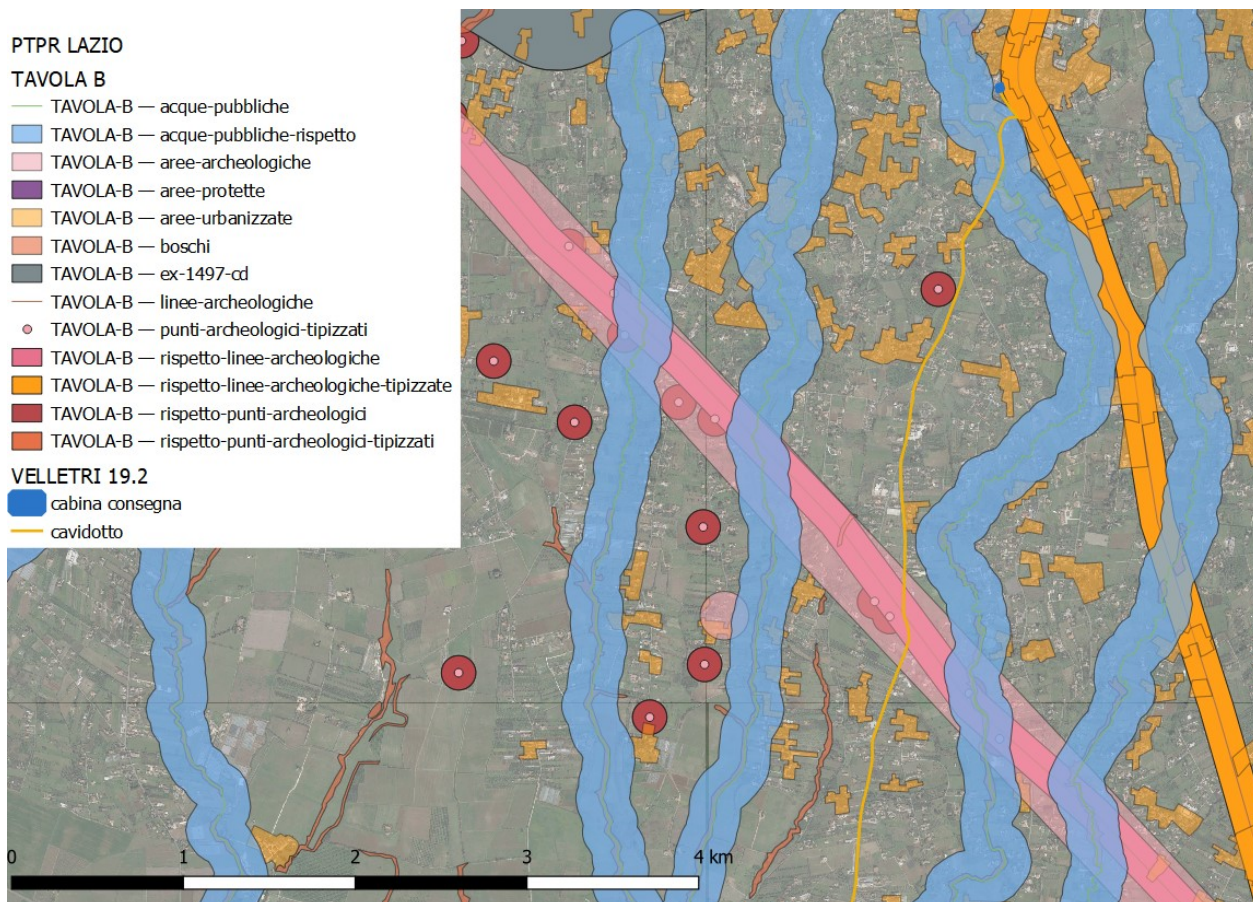 PTPR LAZIO
TAVOLA B
TAVOLA-B — acque-pubbliche
TAVOLA-B — acque-pubbliche-rispetto
TAVOLA-B — aree-archeologiche
TAVOLA-B — aree-protette
TAVOLA-B — aree-urbanizzate
TAVOLA-B — boschi
TAVOLA-B — ex-1497-cd
TAVOLA-B — linee-archeologiche
TAVOLA-B — punti-archeologici-tipizzati
TAVOLA-B — rispetto-linee-archeologiche
TAVOLA-B — rispetto-linee-archeologiche-tipizzate
TAVOLA-B — rispetto-punti-archeologici
TAVOLA-B — rispetto-punti-archeologici-tipizzati
VELLETRI 19.2
cabina consegna
cavidotto
0 1 2 3 4 km